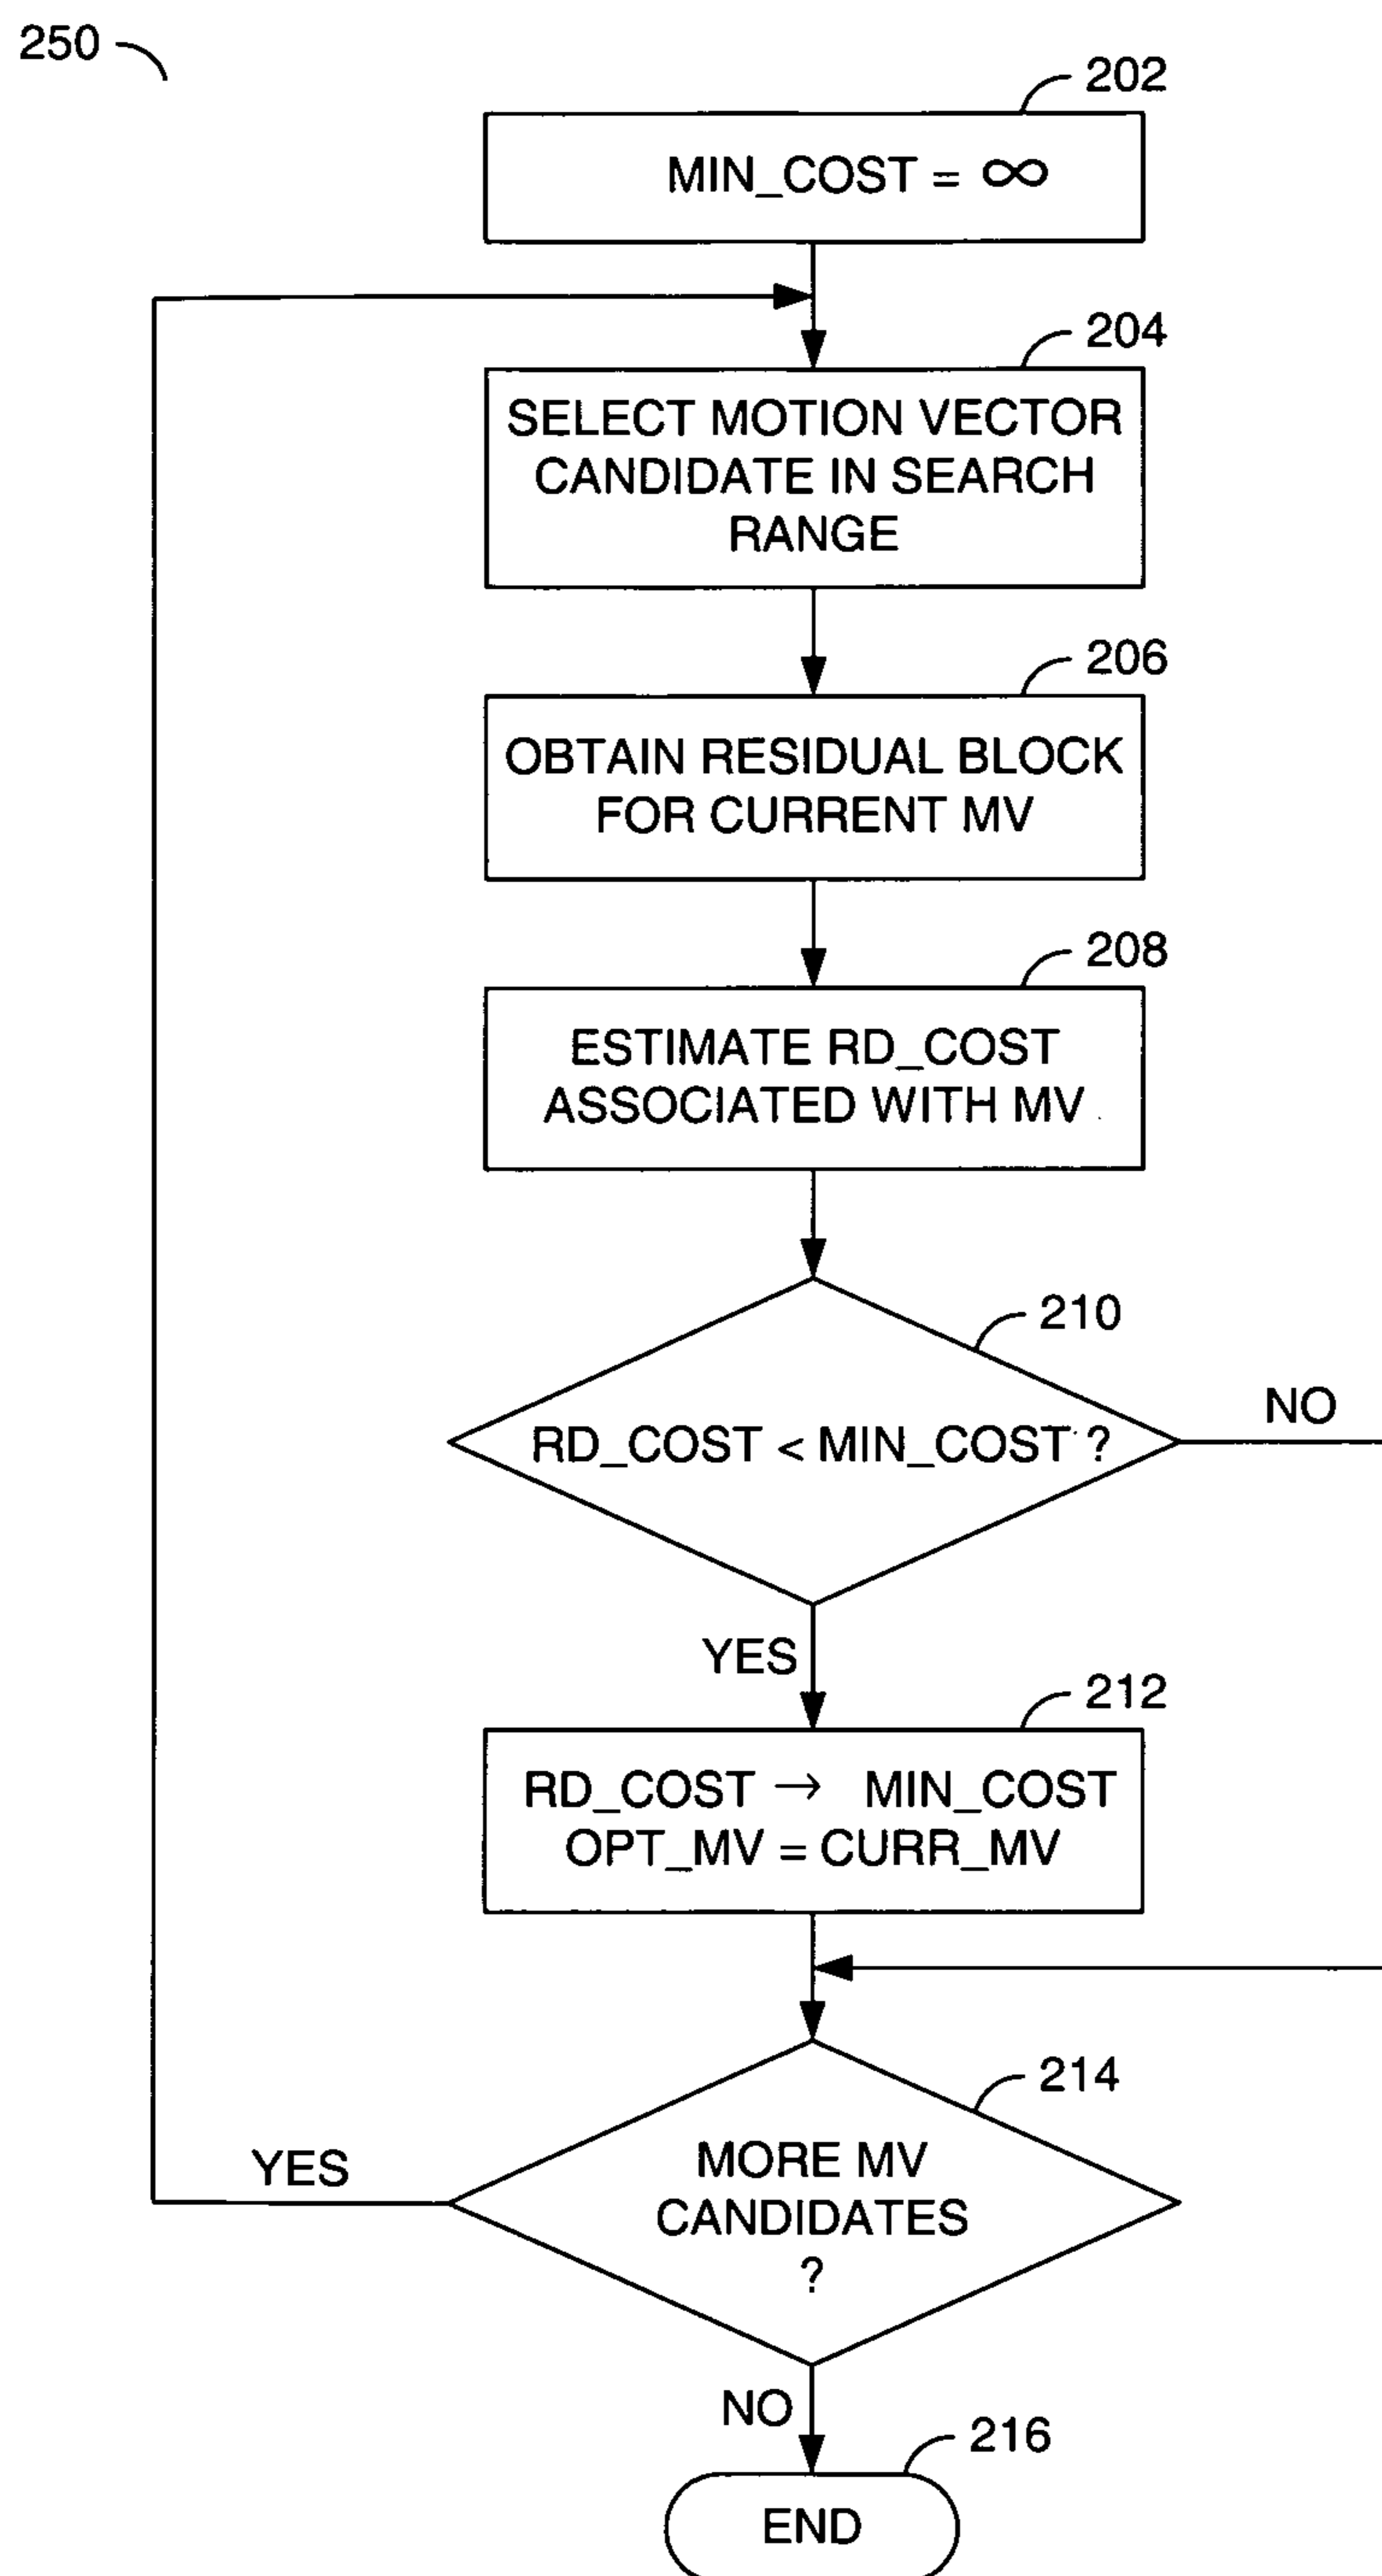 250
202
MIN_COST = ∞
204
SELECT MOTION VECTOR
CANDIDATE IN SEARCH
RANGE
206
OBTAIN RESIDUAL BLOCK
FOR CURRENT MV
208
ESTIMATE RD_COST
ASSOCIATED WITH MV
210
RD_COST < MIN_COST ?
NO
YES
212
RD_COST → MIN_COST
OPT_MV = CURR_MV
214
MORE MV
CANDIDATES
?
YES
NO
216
END